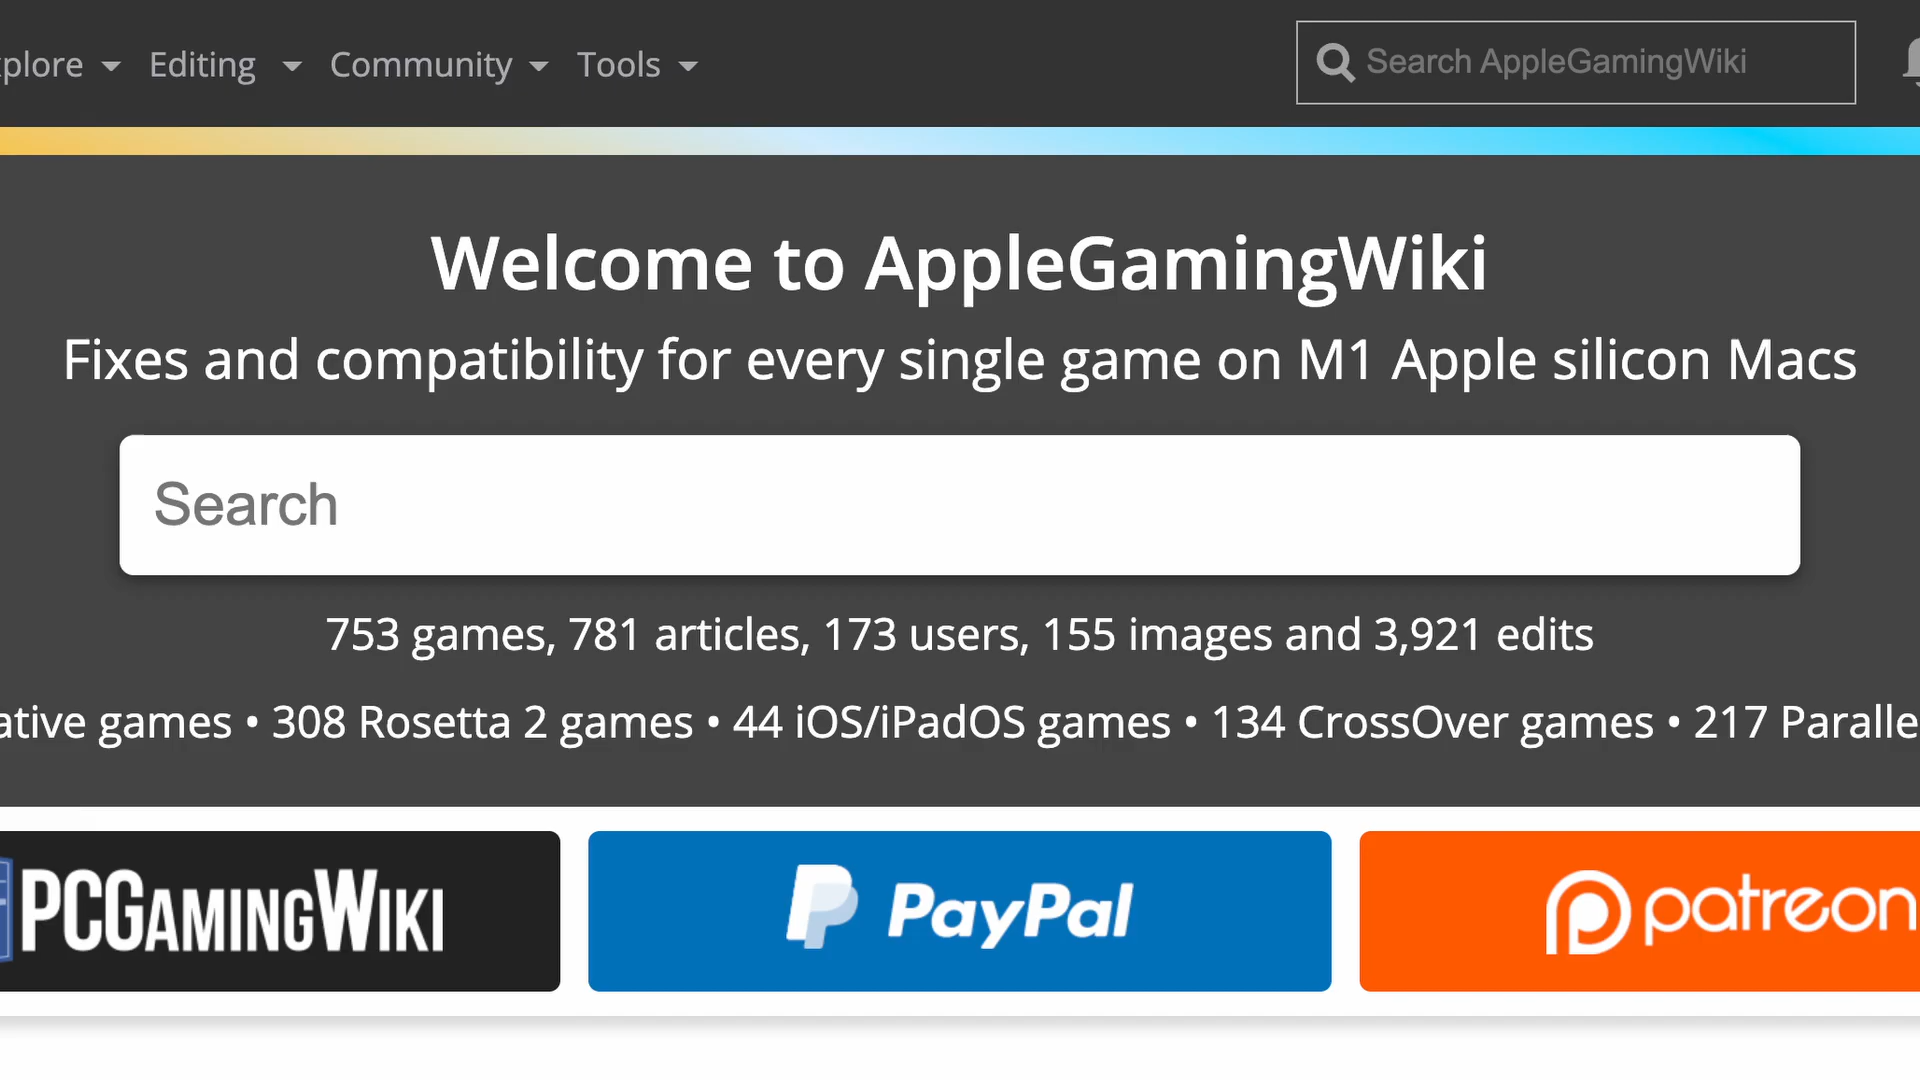 plore Editing Community Tools Search AppleGamingWiki
Welcome to AppleGamingWiki
Fixes and compatibility for every single game on M1 Apple silicon Macs
Search
753 games, 781 articles, 173 users, 155 images and 3,921 edits
ative games • 308 Rosetta 2 games • 44 iOS/iPadOS games • 134 CrossOver games • 217 Paralle
PCGamingWiki PayPal patreon